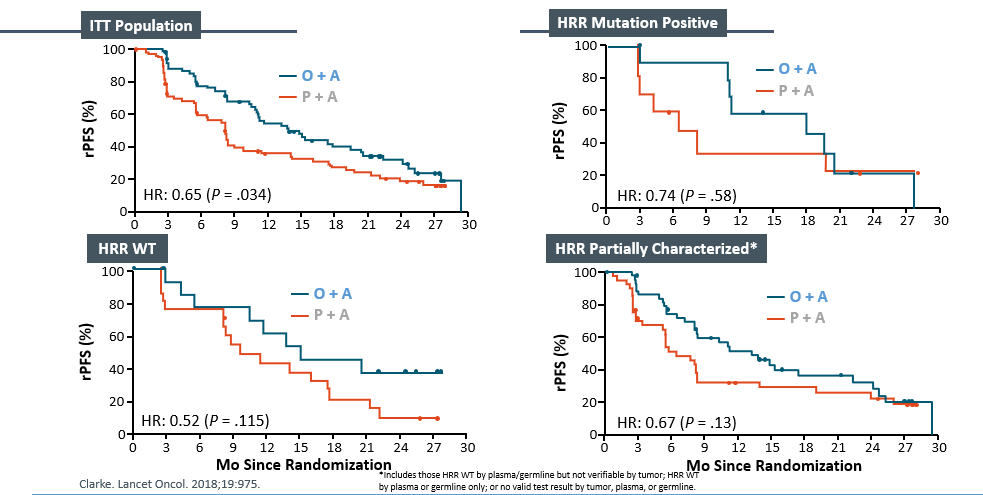 ITT Population
100
80
60
40
20
0
rPFS (%)
O + A
P + A
HR: 0.65 (P = .034)
0 3 6 9 12 15 18 21 24 27 30
HRR Mutation Positive
100
80
60
40
20
0
rPFS (%)
O + A
P + A
HR: 0.74 (P = .58)
0 3 6 9 12 15 18 21 24 27 30
HRR WT
100
80
60
40
20
0
rPFS (%)
O + A
P + A
HR: 0.52 (P = .115)
0 3 6 9 12 15 18 21 24 27 30
Mo Since Randomization
HRR Partially Characterized*
100
80
60
40
20
0
rPFS (%)
O + A
P + A
HR: 0.67 (P = .13)
0 3 6 9 12 15 18 21 24 27 30
Mo Since Randomization
Clarke. Lancet Oncol. 2018;19:975.
*Includes those HRR WT by plasma/germline but not verifiable by tumor; HRR WT
by plasma or germline only; or no valid test result by tumor, plasma, or germline.